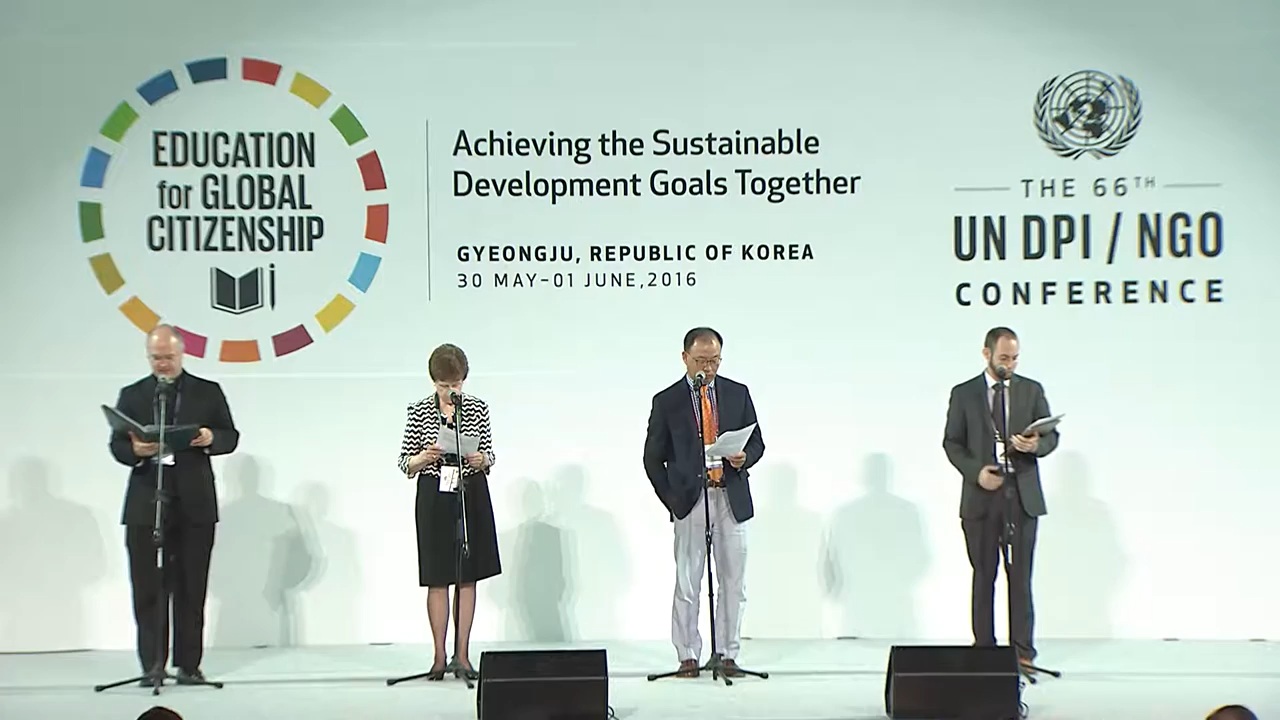 EDUCATION
for GLOBAL
CITIZENSHIP
Achieving the Sustainable
Development Goals Together
GYEONGJU, REPUBLIC OF KOREA
30 MAY-01 JUNE,2016
THE 66TH
UN DPI / NGO
CONFERENCE